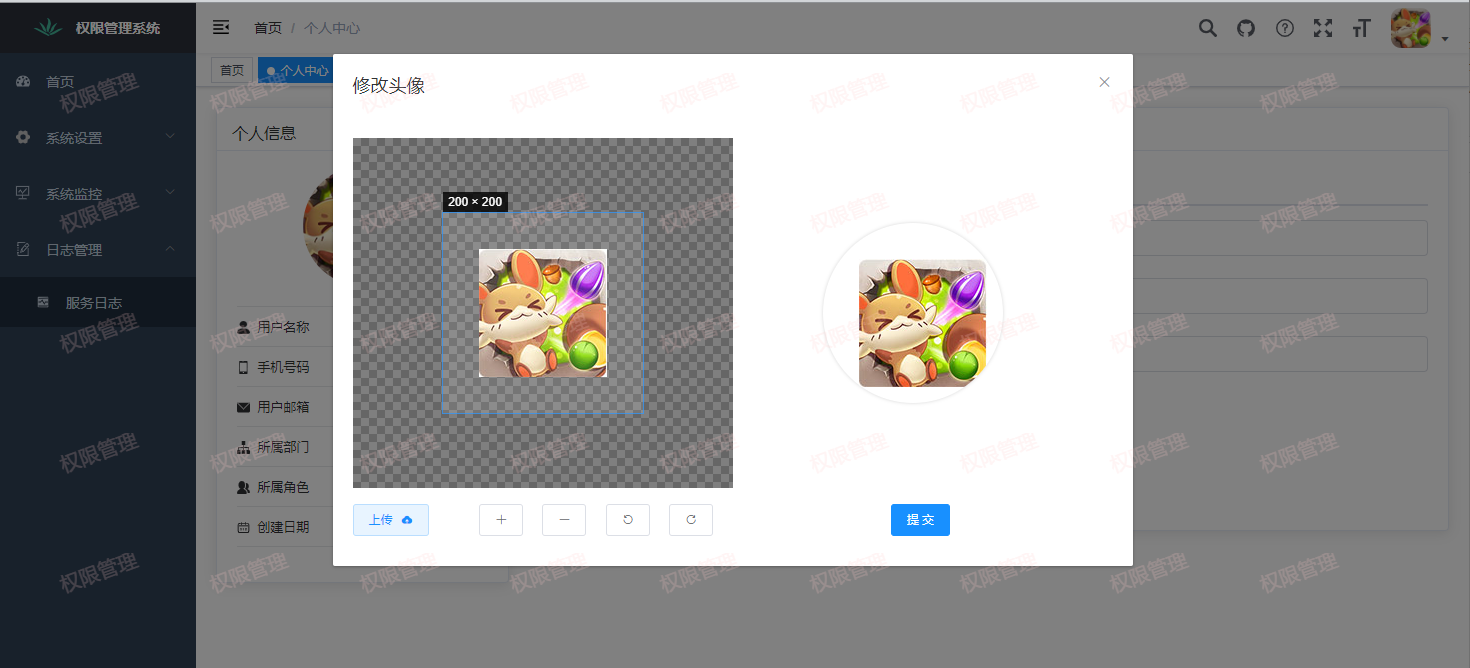 权限管理系统
首页 / 个人中心
首页
个人中心
首页
系统设置
系统监控
日志管理
服务日志
个人信息
用户名称
手机号码
用户邮箱
所属部门
所属角色
创建日期
修改头像
200 × 200
上传
提交
权限管理